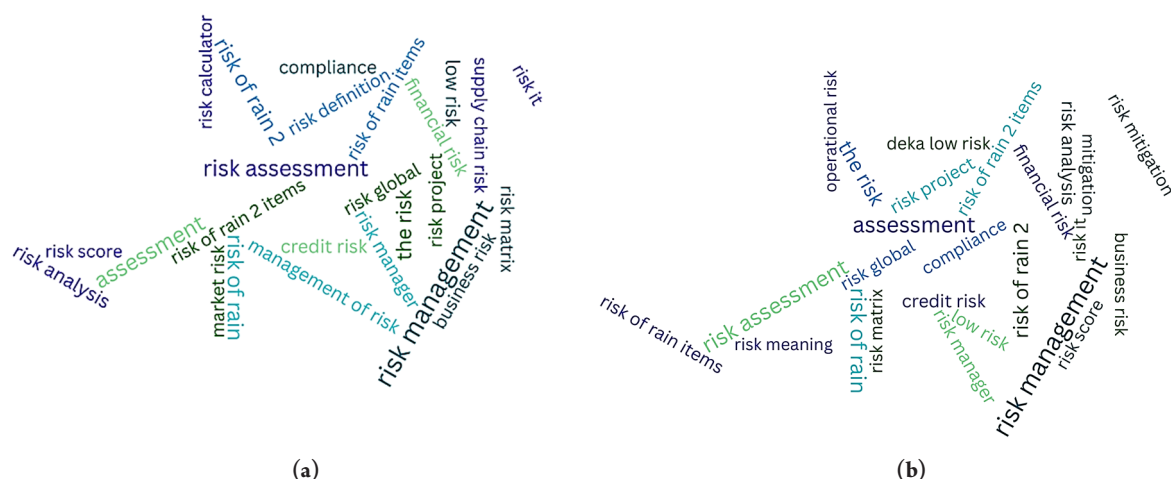 risk calculator
risk of rain 2
compliance
risk definition
risk of rain items
financial risk
low risk
supply chain risk
risk it
risk assessment
risk global
risk project
the risk
risk of rain 2 items
assessment
risk score
risk analysis
market risk
risk of rain
management of risk
credit risk
risk manager
risk management
business risk
risk matrix
(a)
operational risk
the risk
deka low risk
risk project
risk of rain 2 items
financial risk
risk analysis
mitigation
risk it
risk mitigation
assessment
risk global
compliance
risk of rain 2
risk assessment
risk of rain items
risk meaning
risk of rain
risk matrix
credit risk
low risk
risk manager
risk management
risk score
business risk
(b)